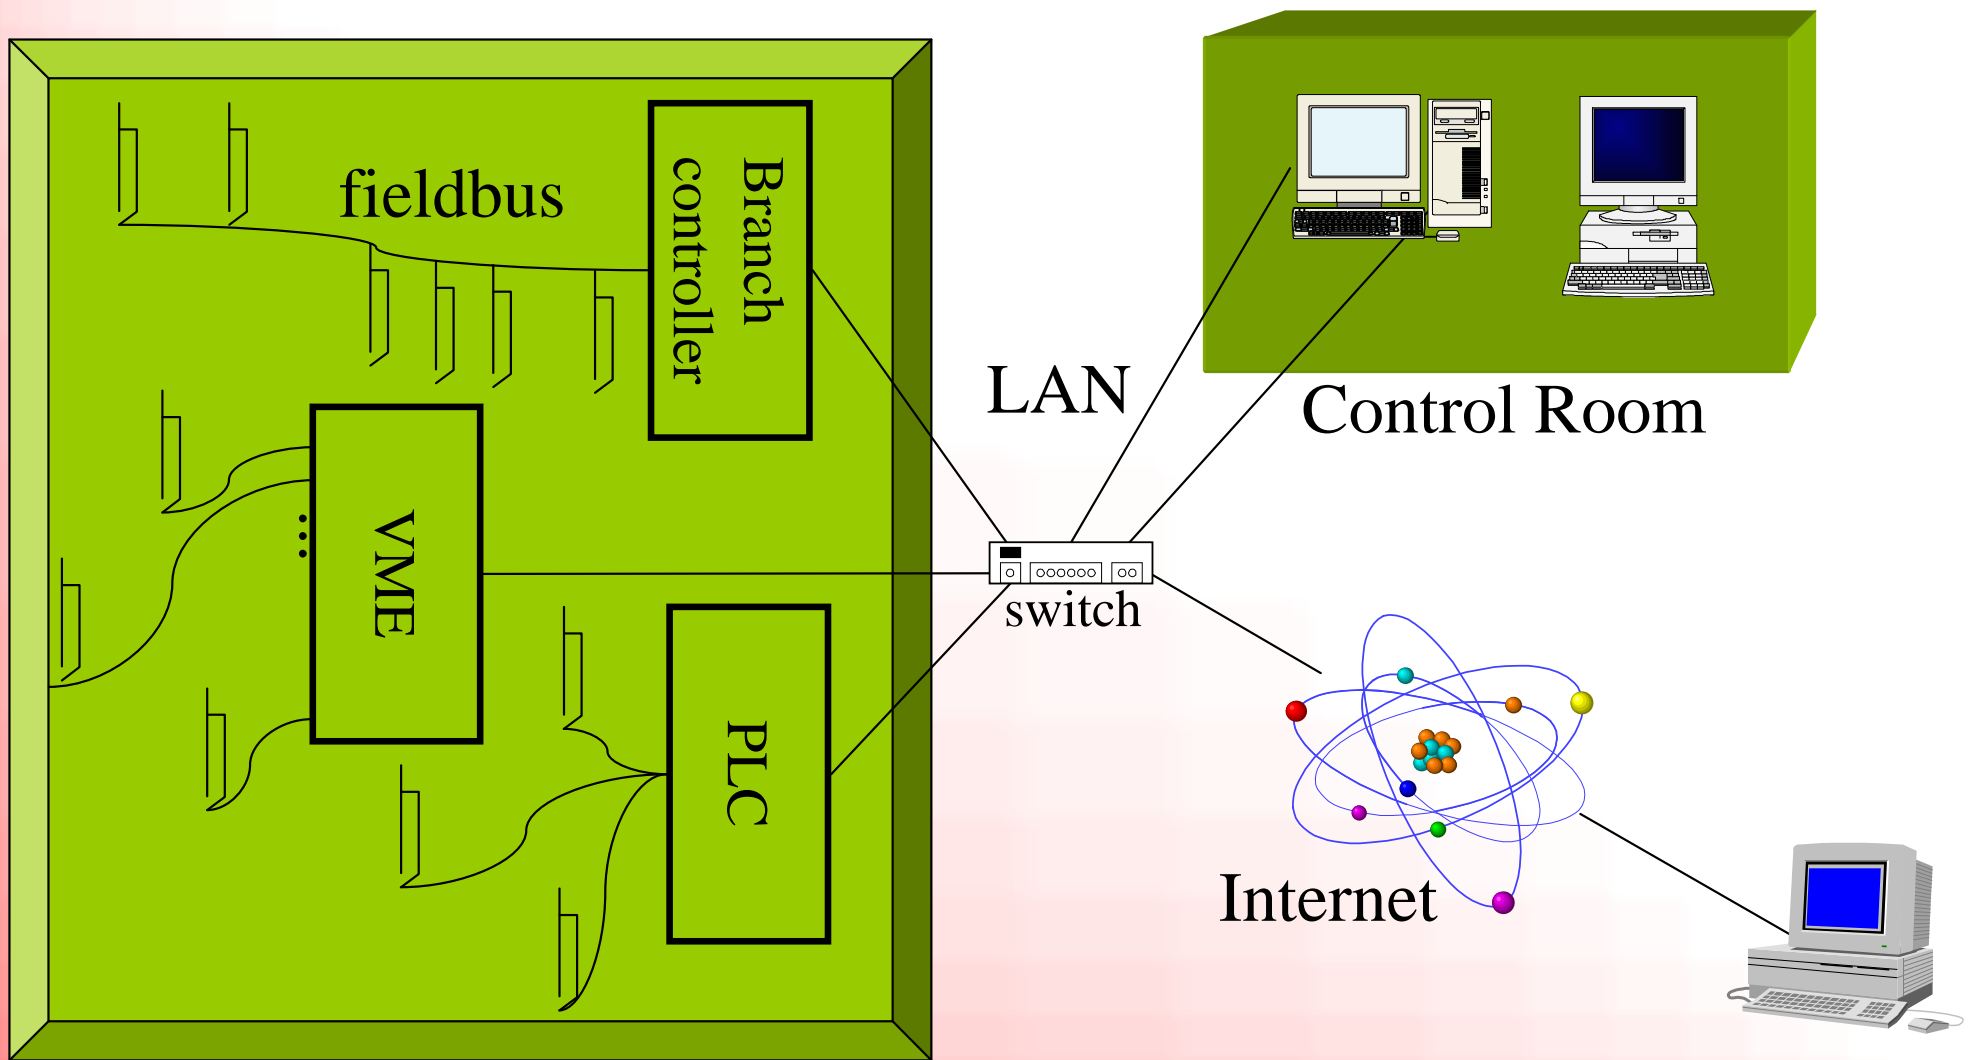 fieldbus
Branch
controller
LAN
Control Room
VME
...
switch
PLC
Internet